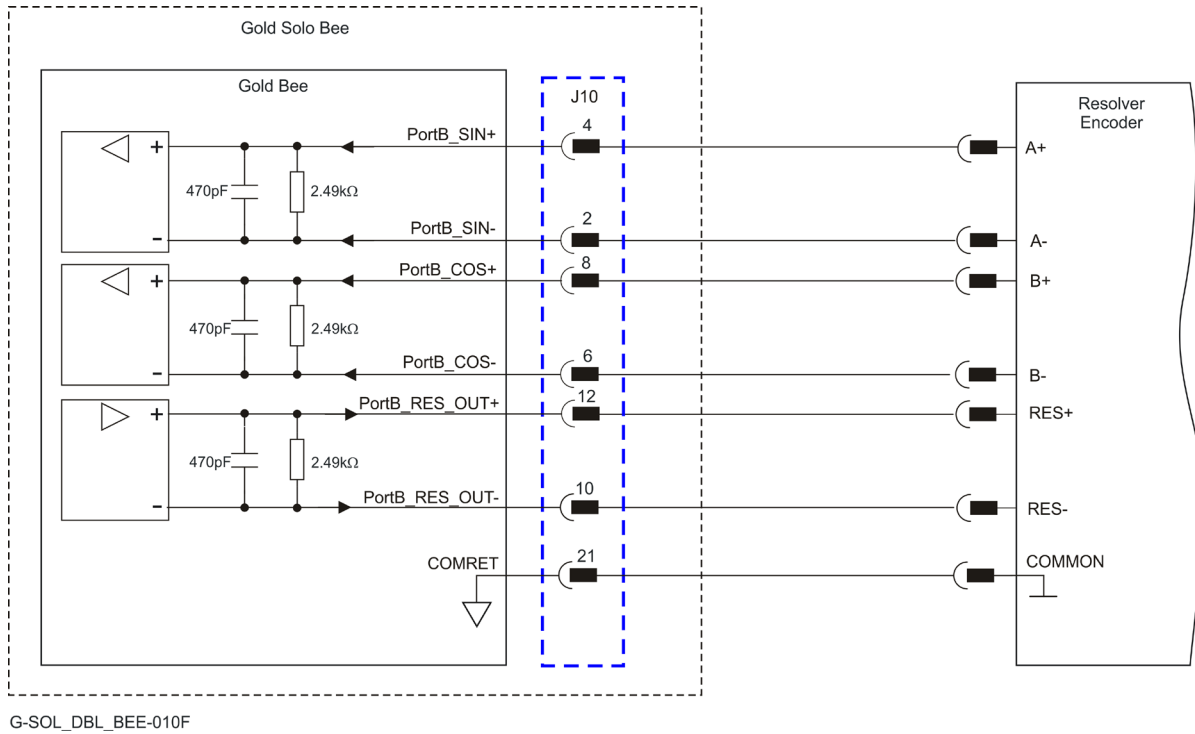 Gold Solo Bee
Gold Bee
J10
Resolver
Encoder
+
PortB_SIN+
4
A+
470pF
2.49kΩ
-
PortB_SIN-
2
A-
+
PortB_COS+
8
B+
470pF
2.49kΩ
-
PortB_COS-
6
B-
+
PortB_RES_OUT+
12
RES+
470pF
2.49kΩ
-
PortB_RES_OUT-
10
RES-
COMRET
21
COMMON
G-SOL_DBL_BEE-010F